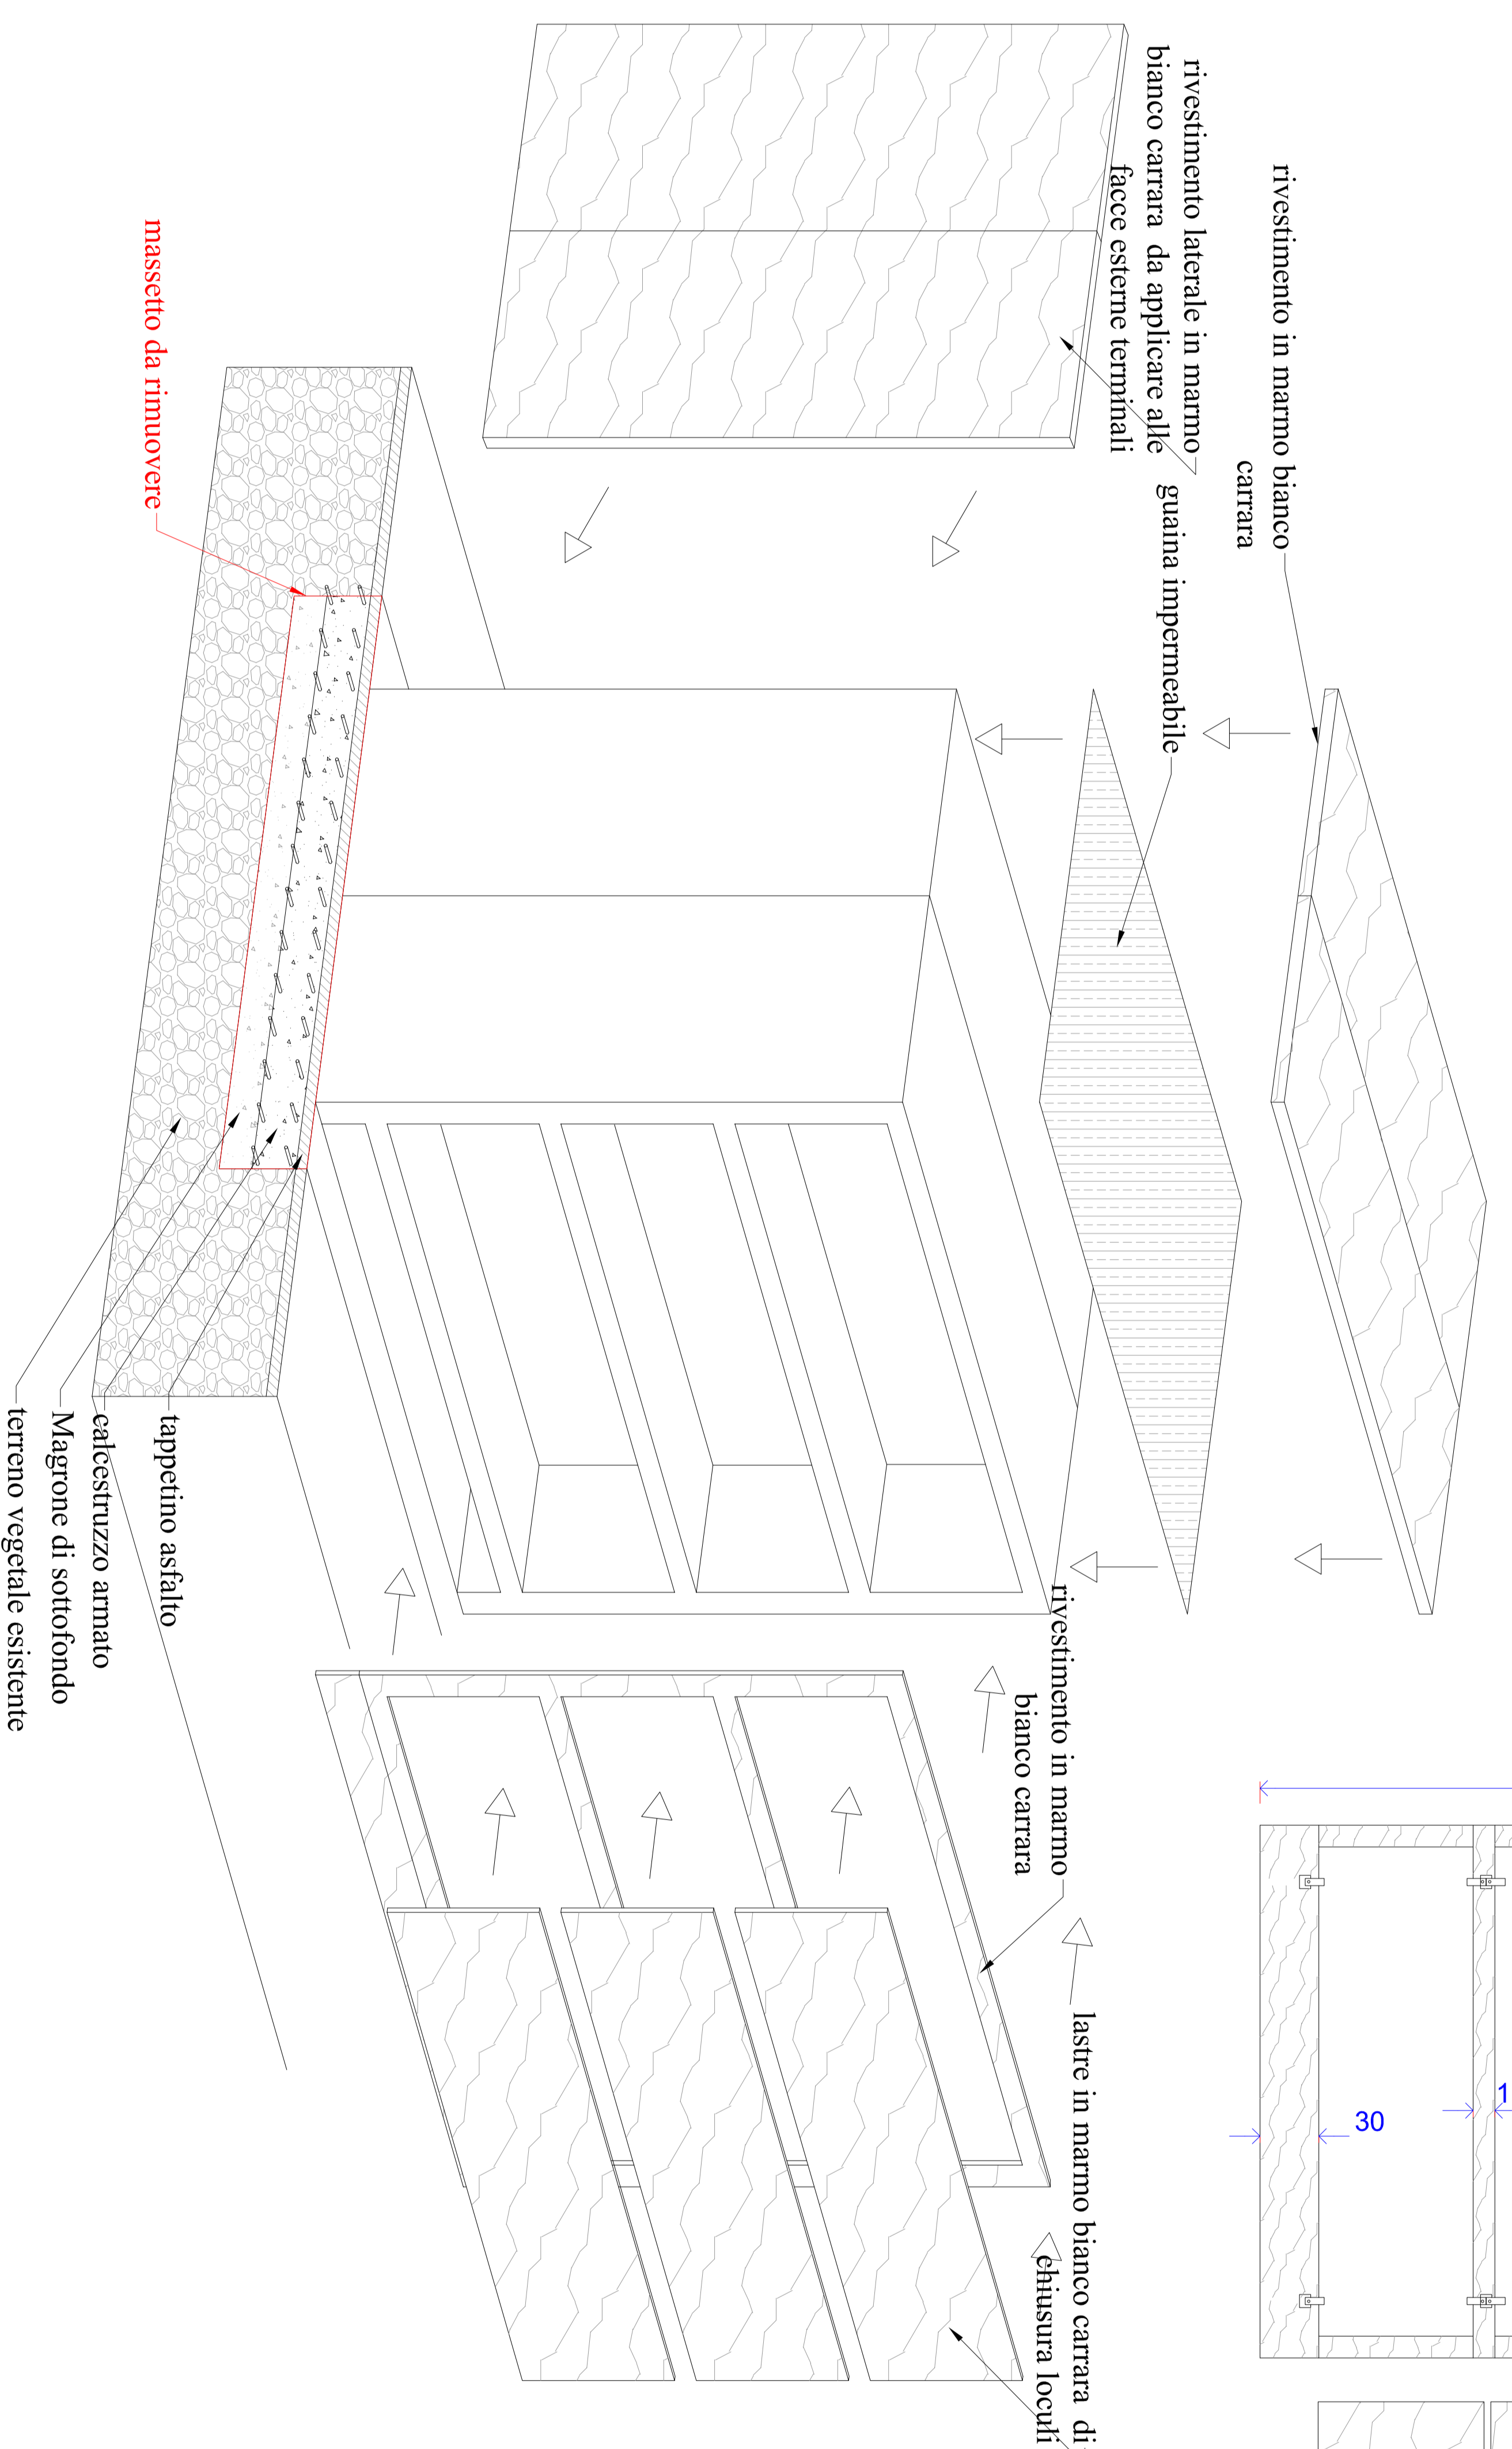 rivestimento in marmo bianco
carrara
rivestimento laterale in marmo
bianco carrara da applicare alle
facce esterne terminali
guaina impermeabile
massetto da rimuovere
rivestimento in marmo
bianco carrara
lastre in marmo bianco carrara di
chiusura loculi
tappetino asfalto
calcestruzzo armato
Magrone di sottofondo
terreno vegetale esistente
30
1